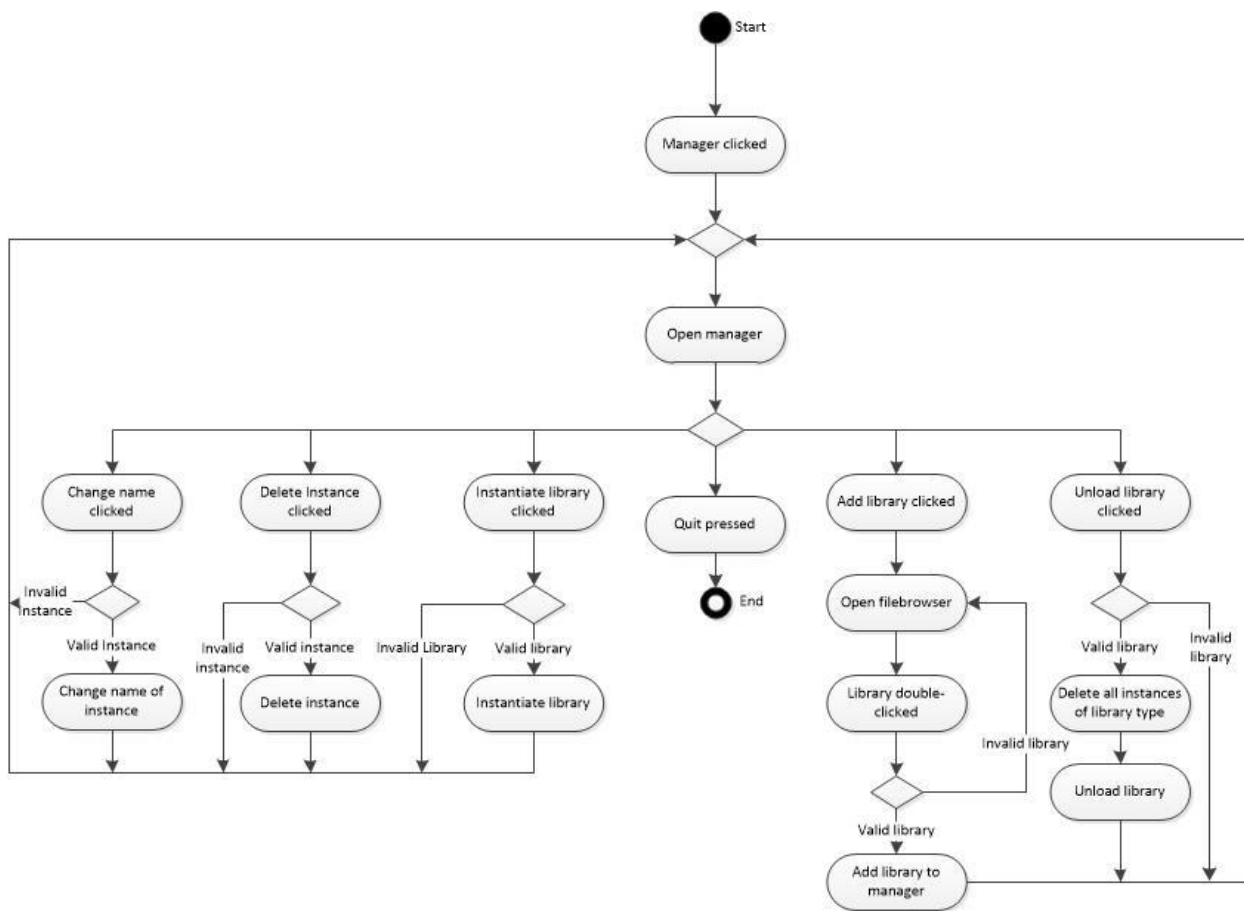 Start
Manager clicked
Open manager
Change name
clicked
Delete Instance
clicked
Instantiate library
clicked
Quit pressed
Add library clicked
Unload library
clicked
Invalid
Instance
End
Open filebrowser
Valid Instance
Invalid
instance
Valid instance
Invalid Library
Valid library
Valid library
Invalid
library
Change name of
instance
Delete instance
Instantiate library
Library double-
clicked
Delete all instances
of library type
Invalid library
Unload library
Valid library
Add library to
manager